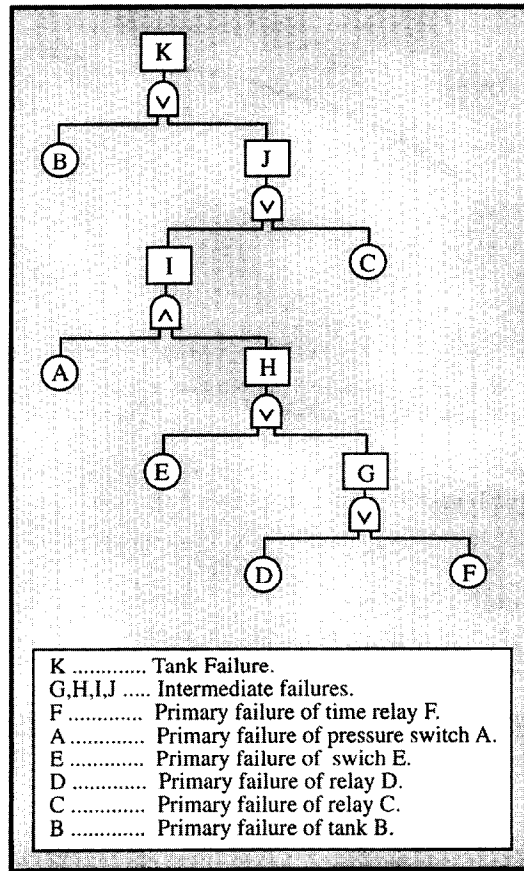 K
∨
B
J
∨
I
C
∧
A
H
∨
E
G
∨
D
F
K ............. Tank Failure.
G,H,I,J ..... Intermediate failures.
F ............. Primary failure of time relay F.
A ............. Primary failure of pressure switch A.
E ............. Primary failure of swich E.
D ............. Primary failure of relay D.
C ............. Primary failure of relay C.
B ............. Primary failure of tank B.